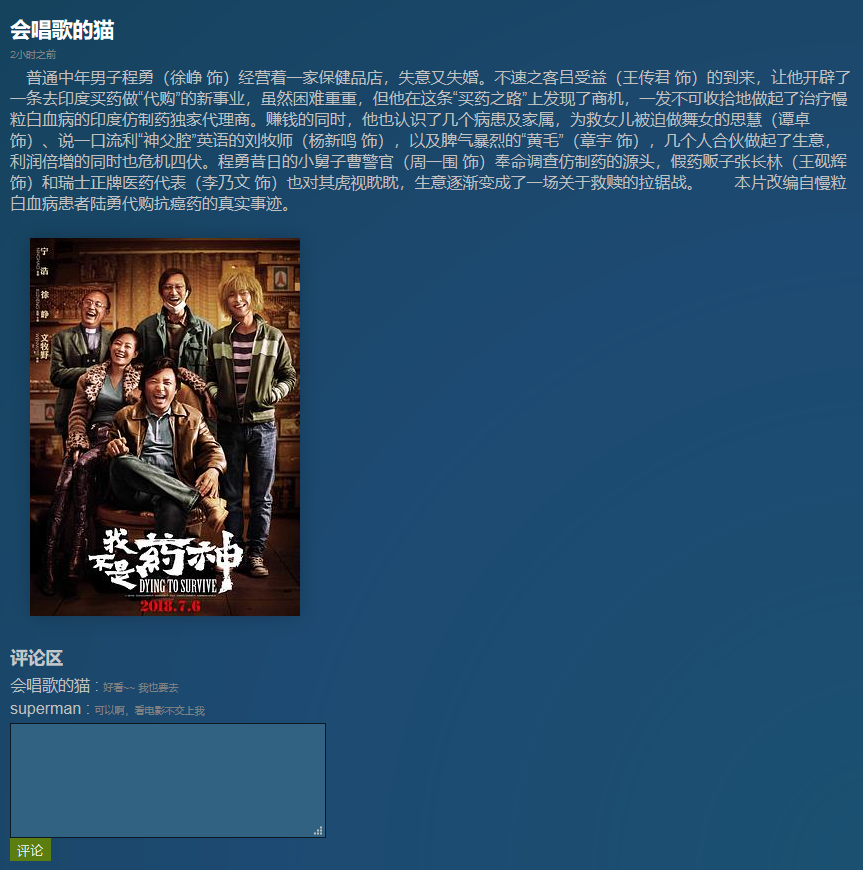 会唱歌的猫
2小时之前
普通中年男子程勇（徐峥 饰）经营着一家保健品店，失意又失婚。不速之客吕受益（王传君 饰）的到来，让他开辟了
一条去印度买药做“代购”的新事业，虽然困难重重，但他在这条“买药之路”上发现了商机，一发不可收拾地做起了治疗慢
粒白血病的印度仿制药独家代理商。赚钱的同时，他也认识了几个病患及家属，为救女儿被迫做舞女的思慧（谭卓
饰）、说一口流利“神父腔”英语的刘牧师（杨新鸣 饰），以及脾气暴烈的“黄毛”（章宇 饰），几个人合伙做起了生意，
利润倍增的同时也危机四伏。程勇昔日的小舅子曹警官（周一围 饰）奉命调查仿制药的源头，假药贩子张长林（王砚辉
饰）和瑞士正牌医药代表（李乃文 饰）也对其虎视眈眈，生意逐渐变成了一场关于救赎的拉锯战。　　本片改编自慢粒
白血病患者陆勇代购抗癌药的真实事迹。
宁浩
徐峥
文牧野
我不是药神
DYING TO SURVIVE
2018.7.6
评论区
会唱歌的猫 : 好看~~ 我也要去
superman : 可以啊，看电影不交上我
评论